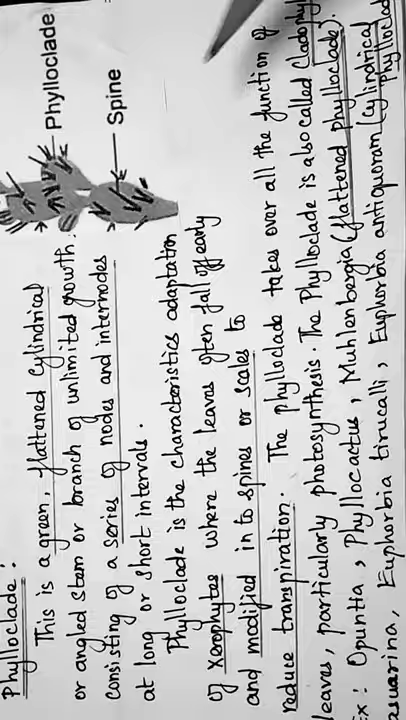 Phylloclade:
This is a green, flattened cylindrical
or angled stem or branch of unlimited growth.
Consisting of a series of nodes and internodes
at long or short intervals.
Phylloclade is the characteristics adaptation
of Xerophytes where the leaves often fall off early
and modified in to spines or scales to
reduce transpiration. The phylloclade takes over all the function of
leaves, particularly photosynthesis. The Phylloclade is also called
Ex: Opuntia, Phyllocactus, Muhlenbergia (flattened phylloclade),
Euphorbia tirucalli, Euphorbia antiquoram (Cylindrical
Phylloclade
Spine